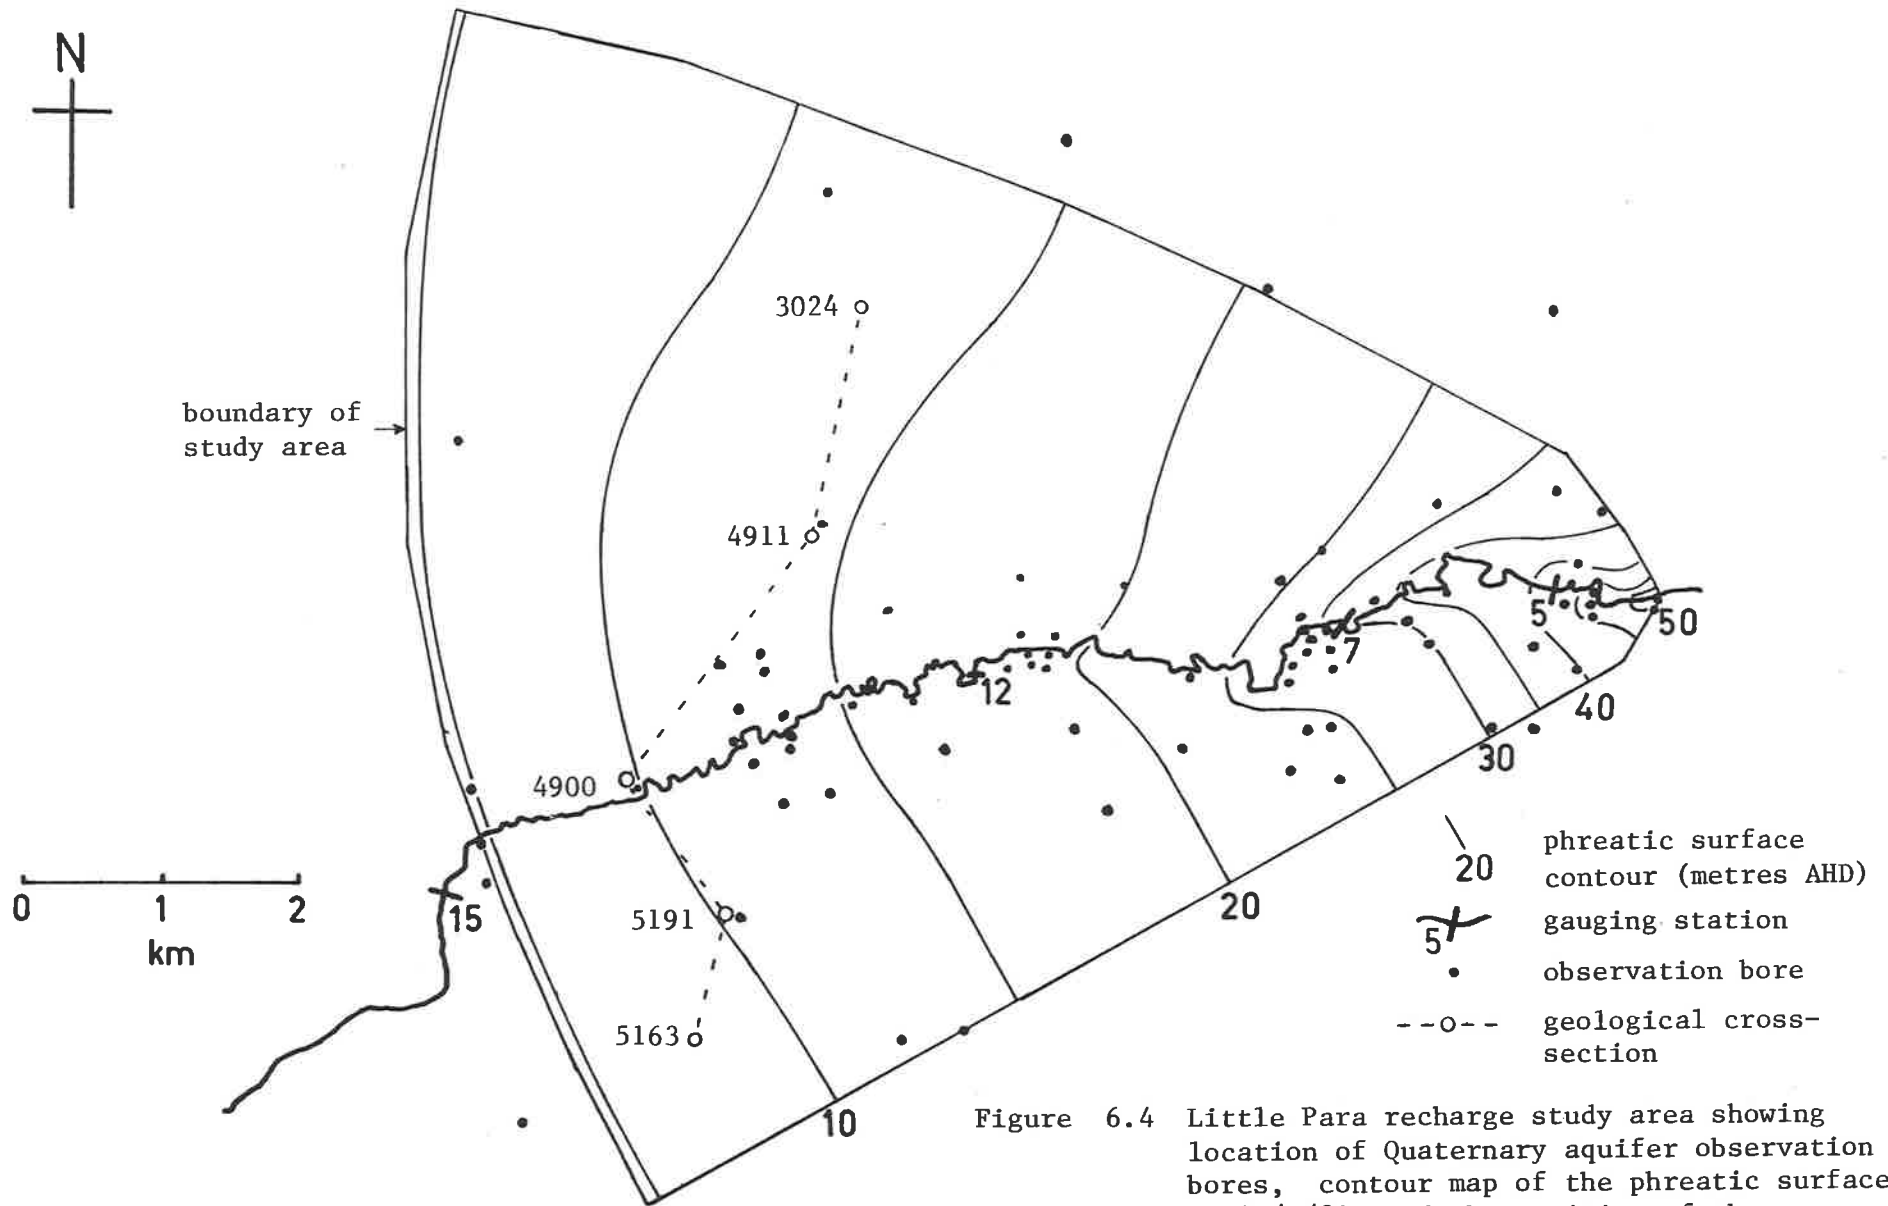 N
3024
boundary of
study area
4911
5
50
7
12
40
4900
30
phreatic surface
20
contour (metres AHD)
0 1 2
km
15
5191
20
gauging station
5
observation bore
5163
geological cross-
section
10
Figure 6.4 Little Para recharge study area showing
location of Quaternary aquifer observation
bores, contour map of the phreatic surface